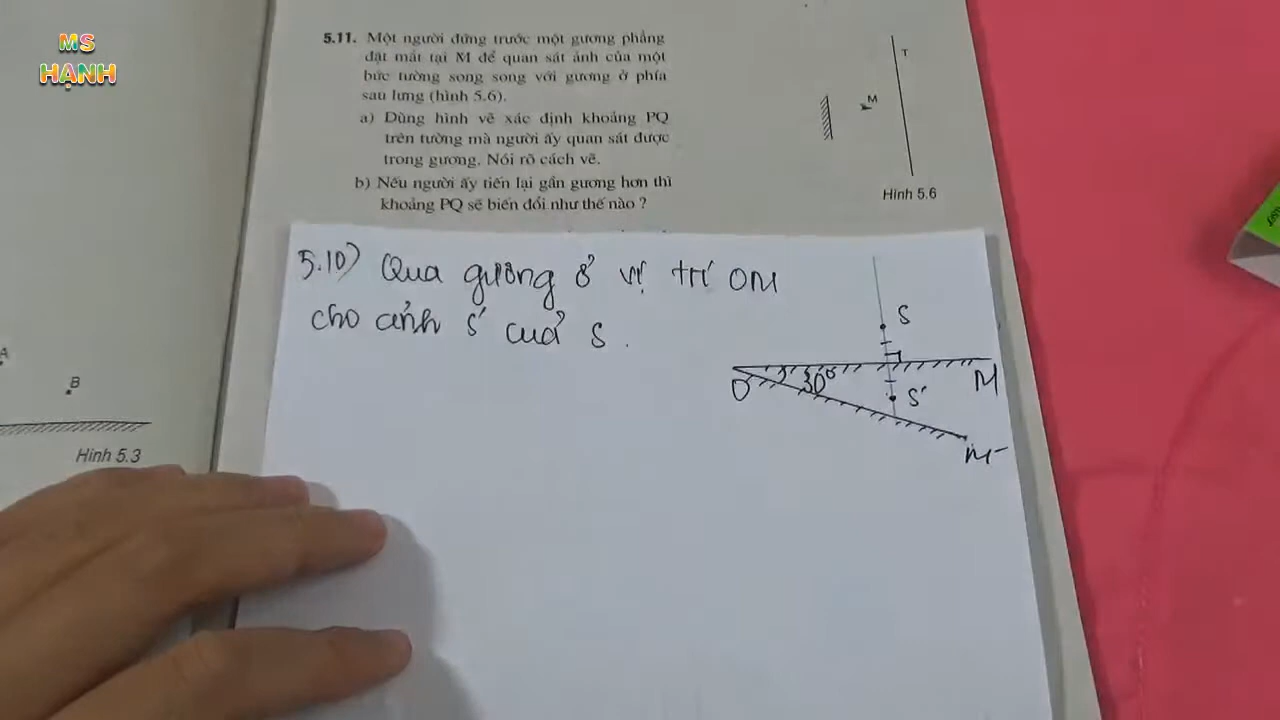 MS
HẠNH
5.11. Một người đứng trước một gương phẳng
đặt mắt tại M để quan sát ảnh của một
bức tường song song với gương ở phía
sau lưng (hình 5.6).
a) Dùng hình vẽ xác định khoảng PQ
trên tường mà người ấy quan sát được
trong gương. Nói rõ cách vẽ.
b) Nếu người ấy tiến lại gần gương hơn thì
khoảng PQ sẽ biến đổi như thế nào ?
T
M
Hình 5.6
5.10) Qua gương ở vị trí OM
cho ảnh S' của S.
S
O
30°
M
S'
M'
A
B
Hình 5.3